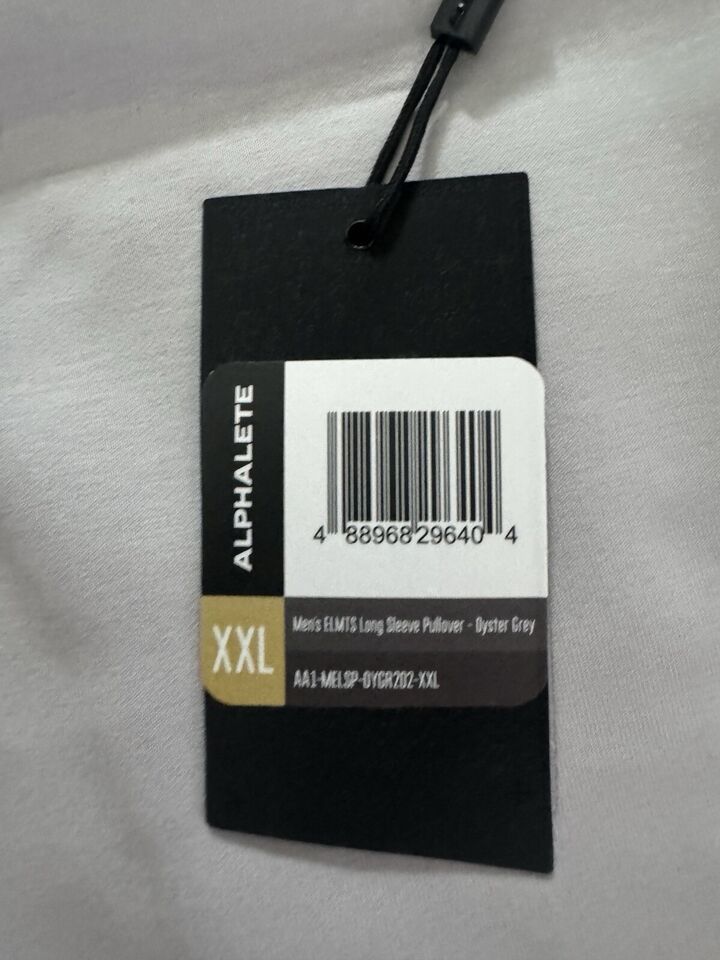 ALPHALETE
4 88968 29640 4
XXL
Men's ELMTS Long Sleeve Pullover - Oyster Grey
AA1-MELSP-OYGR202-XXL